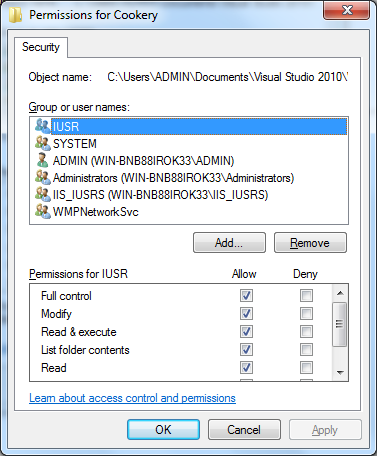 Permissions for Cookery
Security
Object name: C:\Users\ADMIN\Documents\Visual Studio 2010\
Group or user names:
IUSR
SYSTEM
ADMIN (WIN-BNB88IROK33\ADMIN)
Administrators (WIN-BNB88IROK33\Administrators)
IIS_IUSRS (WIN-BNB88IROK33\IIS_IUSRS)
WMPNetworkSvc
Add... Remove
Permissions for IUSR Allow Deny
Full control
Modify
Read & execute
List folder contents
Read
Learn about access control and permissions
OK Cancel Apply